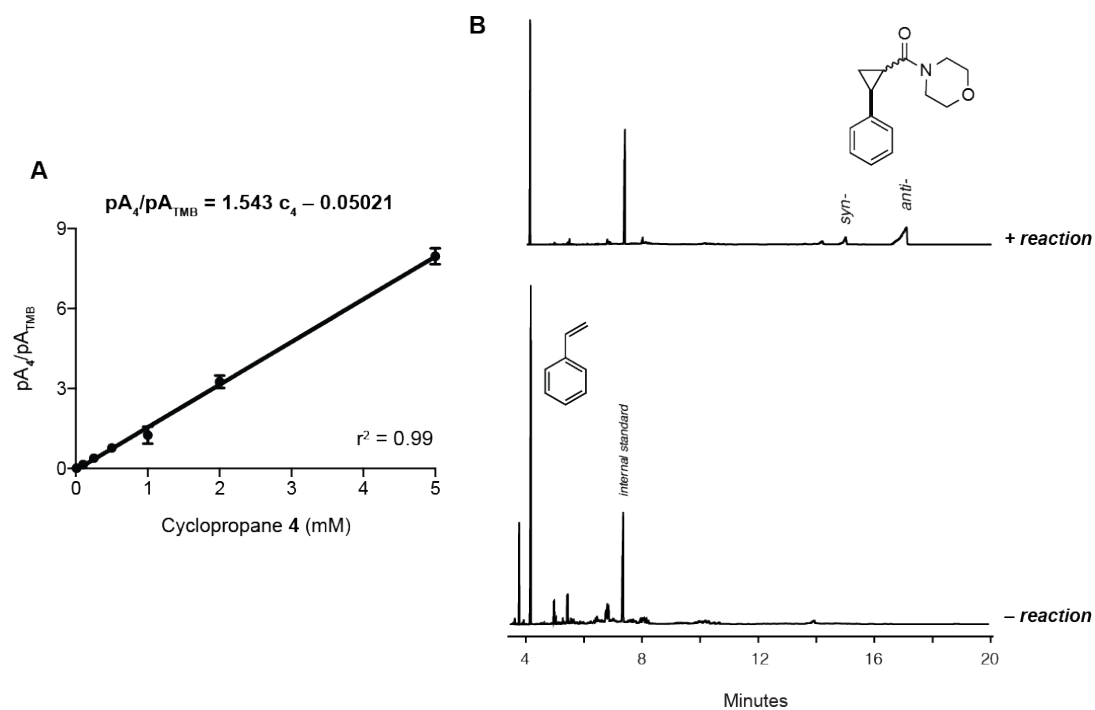 A
pA4/pATMB = 1.543 c4 – 0.05021
9
6
3
0
pA4/pATMB
r2 = 0.99
0 1 2 3 4 5
Cyclopropane 4 (mM)
B
O
N
O
syn-
anti-
+ reaction
internal standard
– reaction
4 8 12 16 20
Minutes